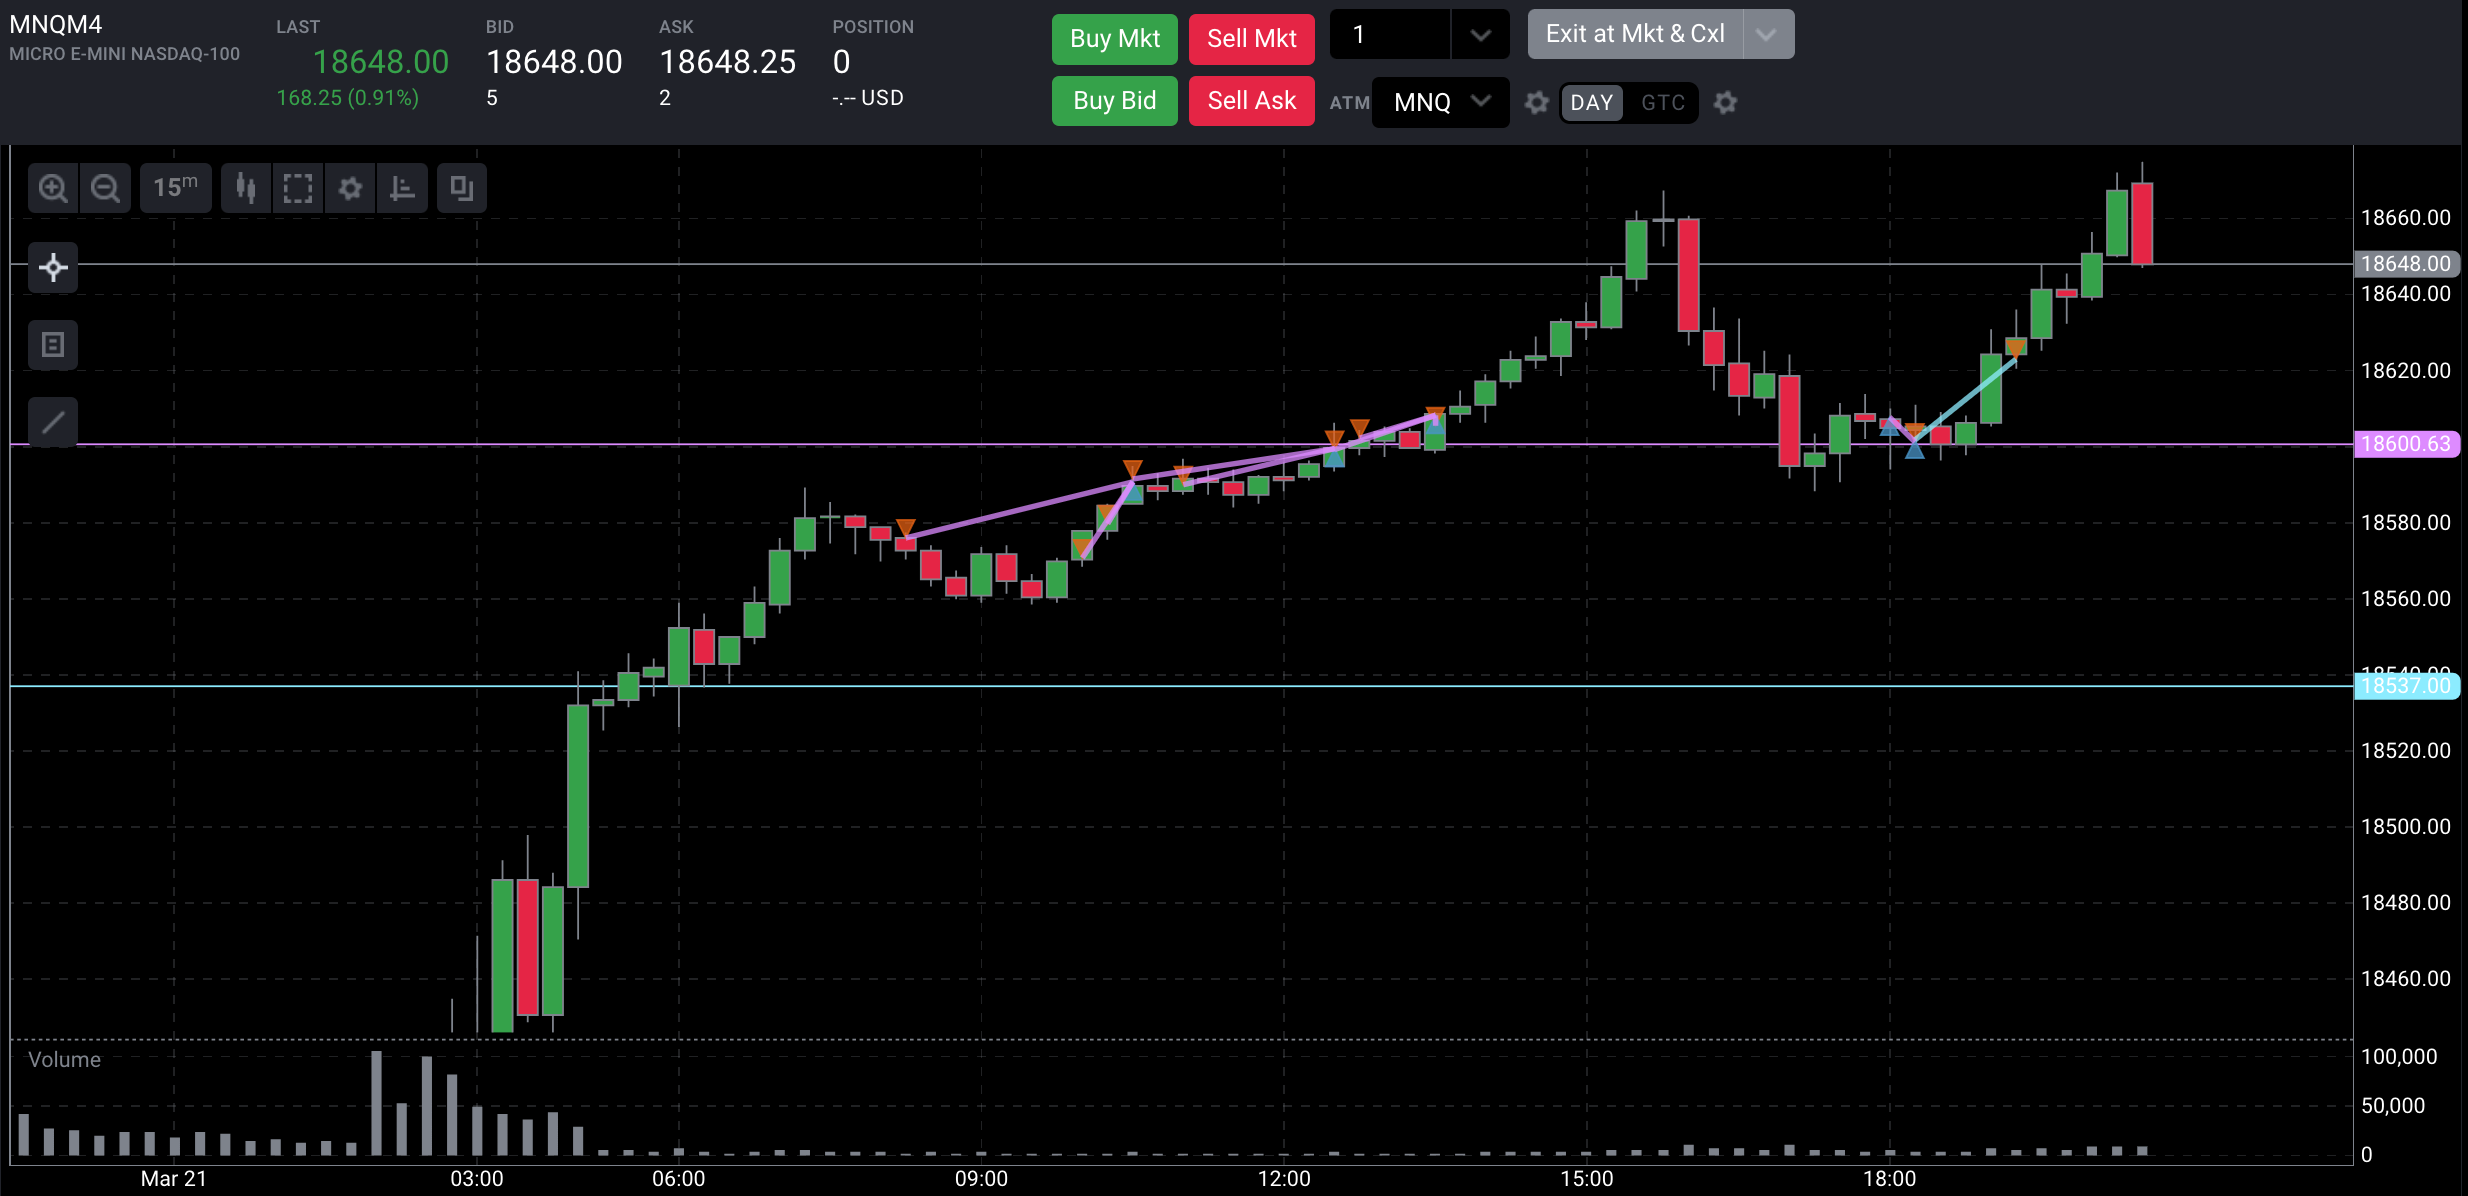 MNQM4
MICRO E-MINI NASDAQ-100
LAST
18648.00
168.25 (0.91%)
BID
18648.00
5
ASK
18648.25
2
POSITION
0
-.-- USD
Buy Mkt
Sell Mkt
1
Exit at Mkt & Cxl
Buy Bid
Sell Ask
ATM
MNQ
DAY
GTC
15m
18660.00
18648.00
18640.00
18620.00
18600.63
18580.00
18560.00
18540.00
18537.00
18520.00
18500.00
18480.00
18460.00
Volume
100,000
50,000
0
Mar 21
03:00
06:00
09:00
12:00
15:00
18:00